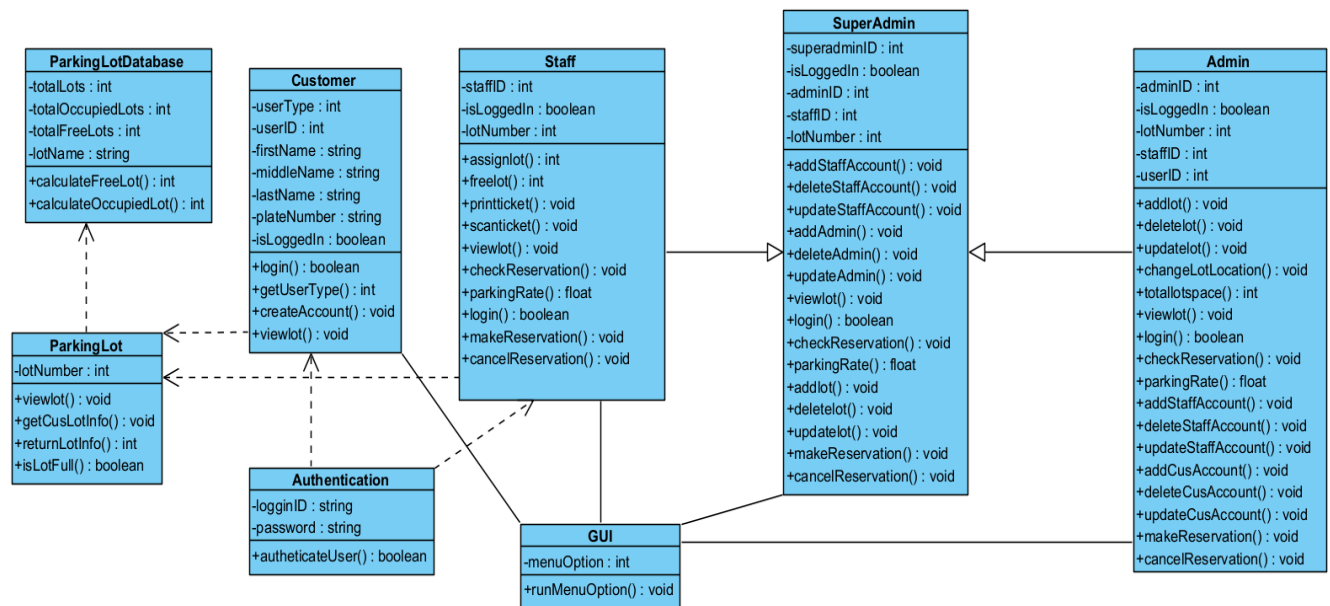 ParkingLotDatabase
-totalLots : int
-totalOccupiedLots : int
-totalFreeLots : int
-lotName : string
+calculateFreeLot() : int
+calculateOccupiedLot() : int
Customer
-userType : int
-userID : int
-firstName : string
-middleName : string
-lastName : string
-plateNumber : string
-isLoggedIn : boolean
+login() : boolean
+getUserType() : int
+createAccount() : void
+viewlot() : void
Staff
-staffID : int
-isLoggedIn : boolean
-lotNumber : int
+assignlot() : int
+freelot() : int
+printticket() : void
+scanticket() : void
+viewlot() : void
+checkReservation() : void
+parkingRate() : float
+login() : boolean
+makeReservation() : void
+cancelReservation() : void
SuperAdmin
-superadminID : int
-isLoggedIn : boolean
-adminID : int
-staffID : int
-lotNumber : int
+addStaffAccount() : void
+deleteStaffAccount() : void
+updateStaffAccount() : void
+addAdmin() : void
+deleteAdmin() : void
+updateAdmin() : void
+viewlot() : void
+login() : boolean
+checkReservation() : void
+parkingRate() : float
+addlot() : void
+deletelot() : void
+updatelot() : void
+makeReservation() : void
+cancelReservation() : void
Admin
-adminID : int
-isLoggedIn : boolean
-lotNumber : int
-staffID : int
-userID : int
+addlot() : void
+deletelot() : void
+updatelot() : void
+changeLotLocation() : void
+totallotspace() : int
+viewlot() : void
+login() : boolean
+checkReservation() : void
+parkingRate() : float
+addStaffAccount() : void
+deleteStaffAccount() : void
+updateStaffAccount() : void
+addCusAccount() : void
+deleteCusAccount() : void
+updateCusAccount() : void
+makeReservation() : void
+cancelReservation() : void
ParkingLot
-lotNumber : int
+viewlot() : void
+getCusLotInfo() : void
+returnLotInfo() : int
+isLotFull() : boolean
Authentication
-logginID : string
-password : string
+autheticateUser() : boolean
GUI
-menuOption : int
+runMenuOption() : void